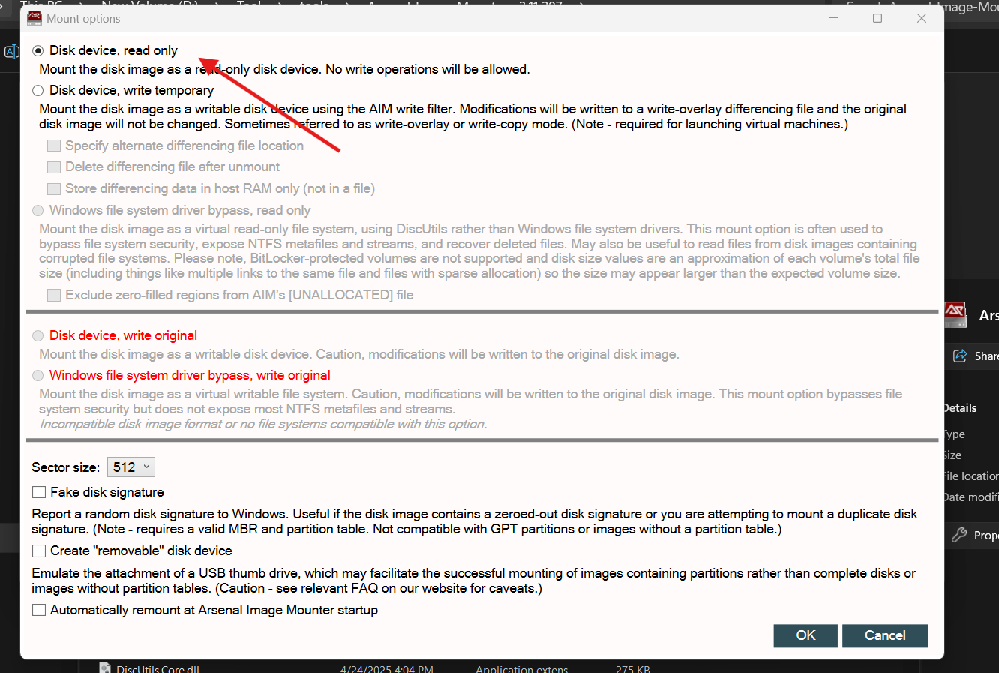 Mount options
Disk device, read only
Mount the disk image as a read-only disk device. No write operations will be allowed.
Disk device, write temporary
Mount the disk image as a writable disk device using the AIM write filter. Modifications will be written to a write-overlay differencing file and the original
disk image will not be changed. Sometimes referred to as write-overlay or write-copy mode. (Note - required for launching virtual machines.)
Specify alternate differencing file location
Delete differencing file after unmount
Store differencing data in host RAM only (not in a file)
Windows file system driver bypass, read only
Mount the disk image as a virtual read-only file system, using DiscUtils rather than Windows file system drivers. This mount option is often used to
bypass file system security, expose NTFS metafiles and streams, and recover deleted files. May also be useful to read files from disk images containing
corrupted file systems. Please note, BitLocker-protected volumes are not supported and disk size values are an approximation of each volume's total file
size (including things like multiple links to the same file and files with sparse allocation) so the size may appear larger than the expected volume size.
Exclude zero-filled regions from AIM's [UNALLOCATED] file
Disk device, write original
Mount the disk image as a writable disk device. Caution, modifications will be written to the original disk image.
Windows file system driver bypass, write original
Mount the disk image as a virtual writable file system. Caution, modifications will be written to the original disk image. This mount option bypasses file
system security but does not expose most NTFS metafiles and streams.
Incompatible disk image format or no file systems compatible with this option.
Sector size: 512
Fake disk signature
Report a random disk signature to Windows. Useful if the disk image contains a zeroed-out disk signature or you are attempting to mount a duplicate disk
signature. (Note - requires a valid MBR and partition table. Not compatible with GPT partitions or images without a partition table.)
Create "removable" disk device
Emulate the attachment of a USB thumb drive, which may facilitate the successful mounting of images containing partitions rather than complete disks or
images without partition tables. (Caution - see relevant FAQ on our website for caveats.)
Automatically remount at Arsenal Image Mounter startup
OK Cancel
Ars
Share
Details
Type
Size
File location
Date modifi
Prope
DiscUtils.Core.dll 4/24/2025 4:04 PM Application extens 275 KB